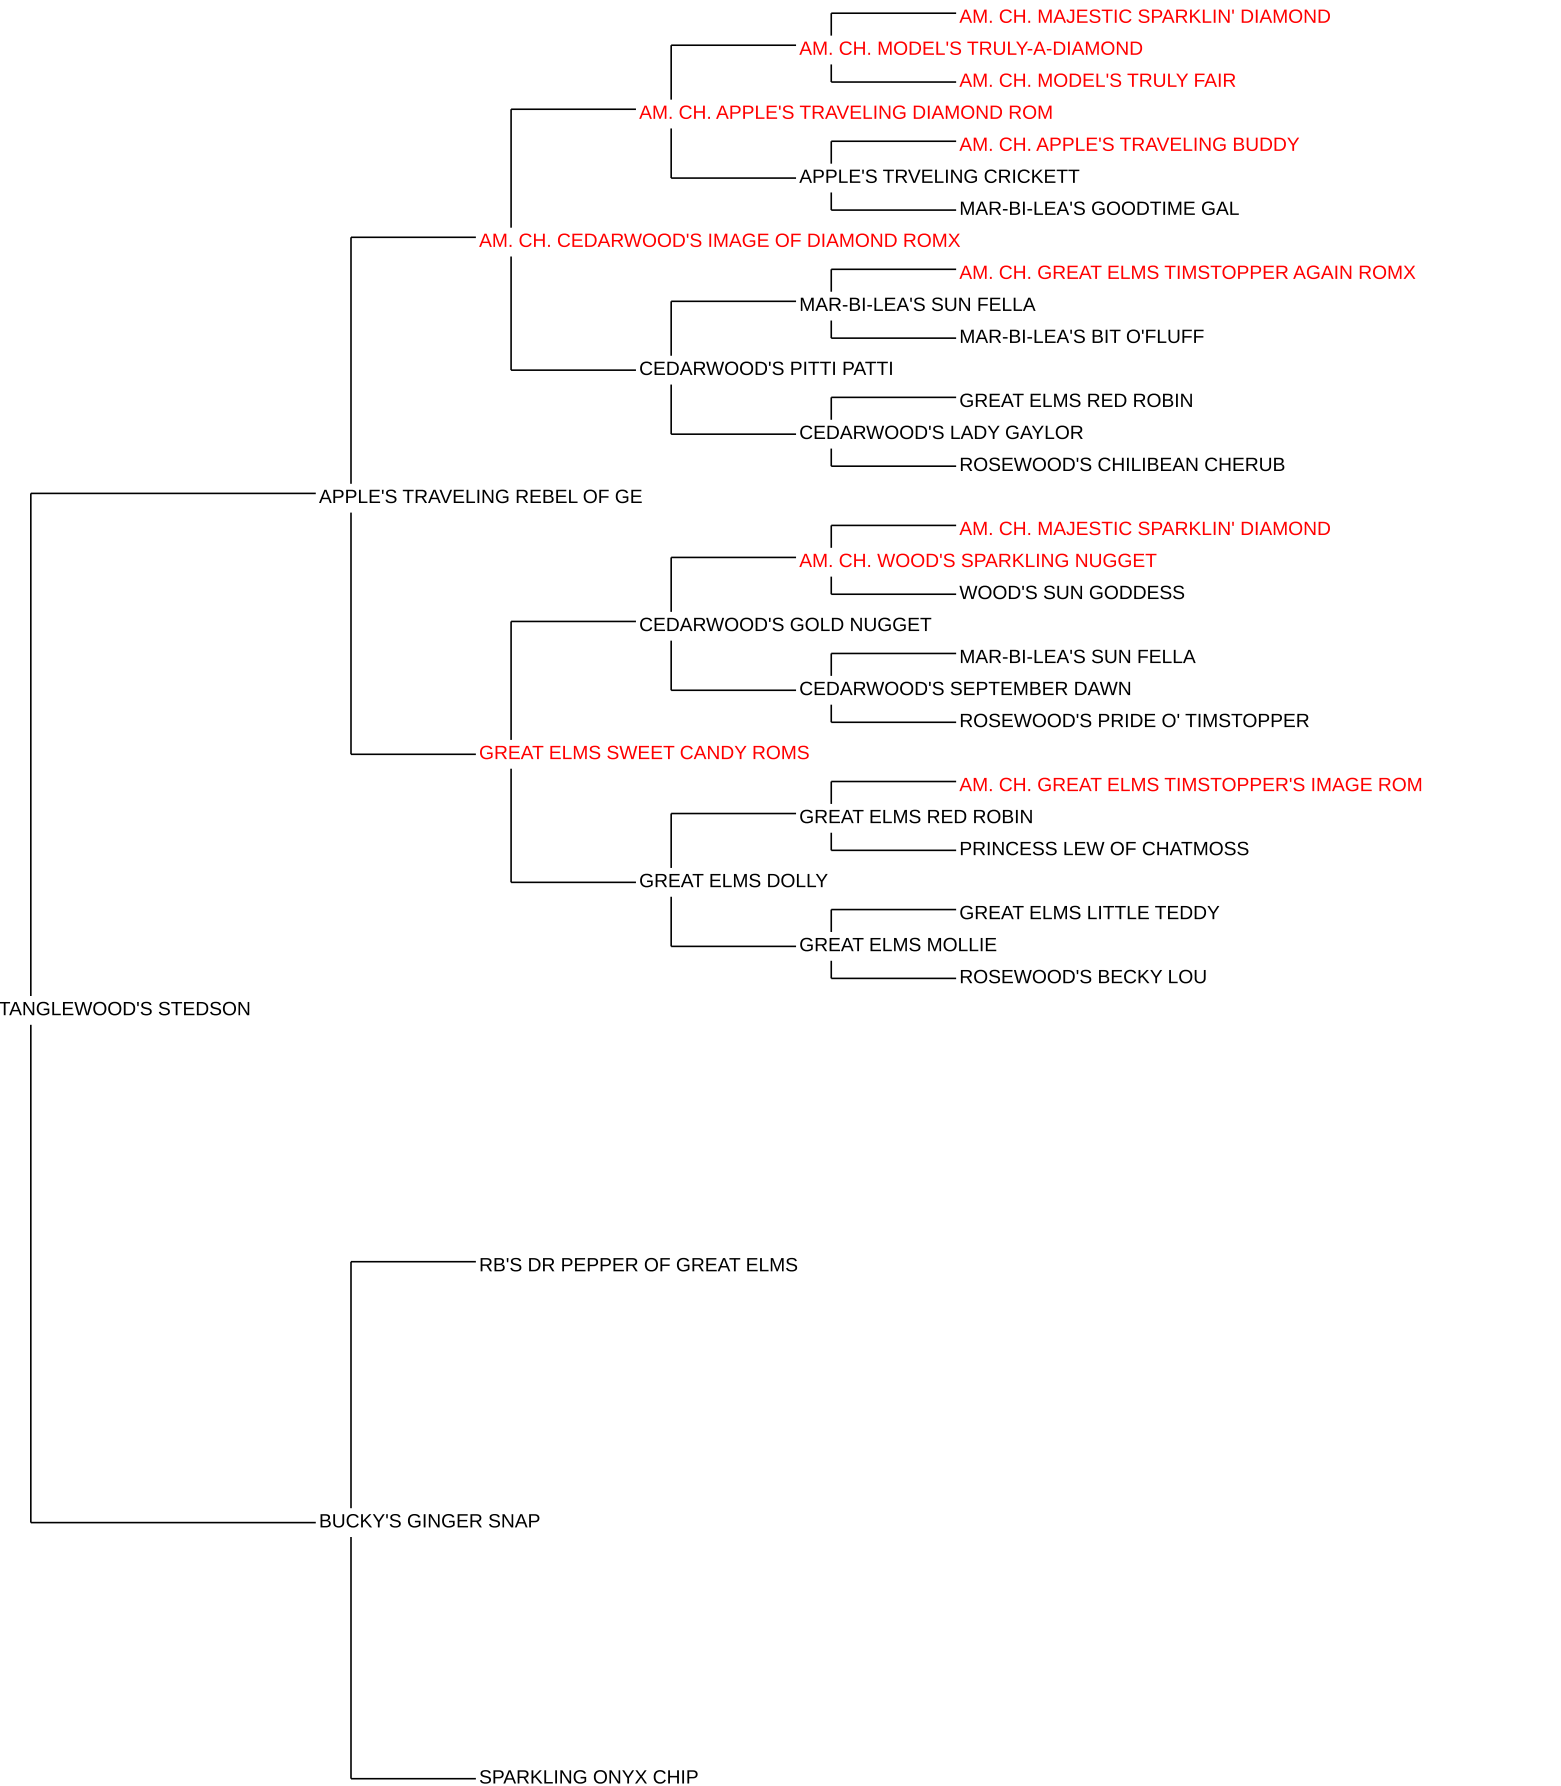 AM. CH. MAJESTIC SPARKLIN' DIAMOND
AM. CH. MODEL'S TRULY-A-DIAMOND
AM. CH. MODEL'S TRULY FAIR
AM. CH. APPLE'S TRAVELING DIAMOND ROM
AM. CH. APPLE'S TRAVELING BUDDY
APPLE'S TRVELING CRICKETT
MAR-BI-LEA'S GOODTIME GAL
AM. CH. CEDARWOOD'S IMAGE OF DIAMOND ROMX
AM. CH. GREAT ELMS TIMSTOPPER AGAIN ROMX
MAR-BI-LEA'S SUN FELLA
MAR-BI-LEA'S BIT O'FLUFF
CEDARWOOD'S PITTI PATTI
GREAT ELMS RED ROBIN
CEDARWOOD'S LADY GAYLOR
ROSEWOOD'S CHILIBEAN CHERUB
APPLE'S TRAVELING REBEL OF GE
AM. CH. MAJESTIC SPARKLIN' DIAMOND
AM. CH. WOOD'S SPARKLING NUGGET
WOOD'S SUN GODDESS
CEDARWOOD'S GOLD NUGGET
MAR-BI-LEA'S SUN FELLA
CEDARWOOD'S SEPTEMBER DAWN
ROSEWOOD'S PRIDE O' TIMSTOPPER
GREAT ELMS SWEET CANDY ROMS
AM. CH. GREAT ELMS TIMSTOPPER'S IMAGE ROM
GREAT ELMS RED ROBIN
PRINCESS LEW OF CHATMOSS
GREAT ELMS DOLLY
GREAT ELMS LITTLE TEDDY
GREAT ELMS MOLLIE
ROSEWOOD'S BECKY LOU
TANGLEWOOD'S STEDSON
RB'S DR PEPPER OF GREAT ELMS
BUCKY'S GINGER SNAP
SPARKLING ONYX CHIP